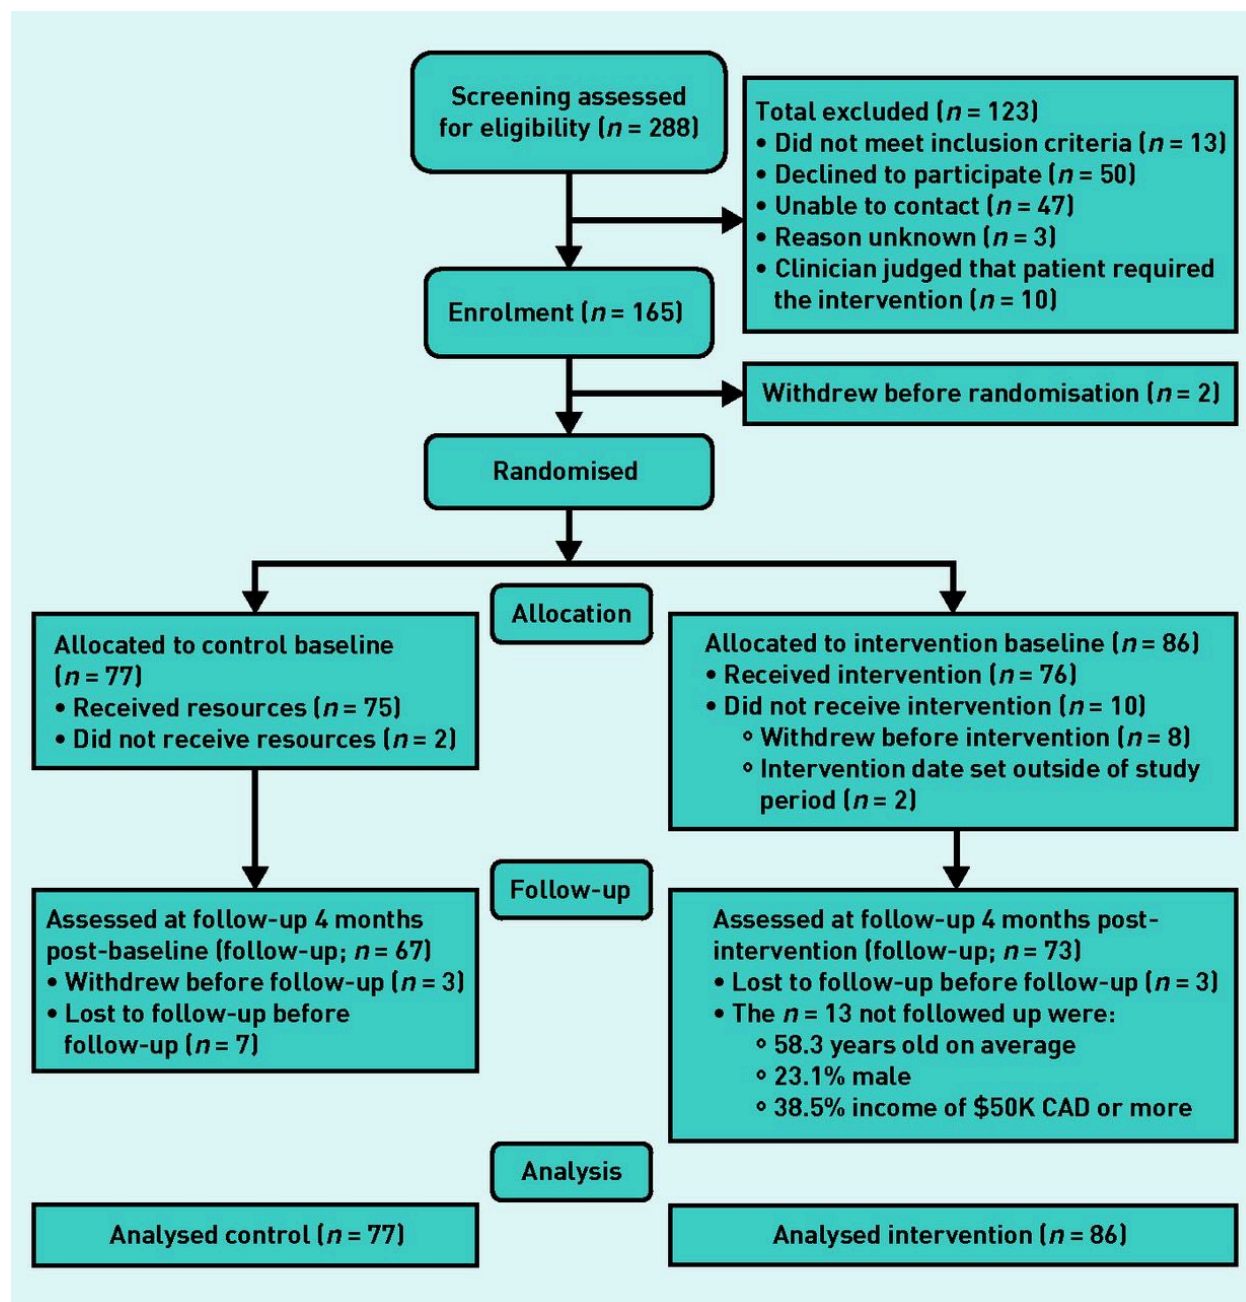 Screening assessed
for eligibility (n = 288)
Total excluded (n = 123)
• Did not meet inclusion criteria (n = 13)
• Declined to participate (n = 50)
• Unable to contact (n = 47)
• Reason unknown (n = 3)
• Clinician judged that patient required
the intervention (n = 10)
Enrolment (n = 165)
Withdrew before randomisation (n = 2)
Randomised
Allocation
Allocated to control baseline
(n = 77)
• Received resources (n = 75)
• Did not receive resources (n = 2)
Allocated to intervention baseline (n = 86)
• Received intervention (n = 76)
• Did not receive intervention (n = 10)
° Withdrew before intervention (n = 8)
° Intervention date set outside of study
period (n = 2)
Follow-up
Assessed at follow-up 4 months
post-baseline (follow-up; n = 67)
• Withdrew before follow-up (n = 3)
• Lost to follow-up before
follow-up (n = 7)
Assessed at follow-up 4 months post-
intervention (follow-up; n = 73)
• Lost to follow-up before follow-up (n = 3)
• The n = 13 not followed up were:
° 58.3 years old on average
° 23.1% male
° 38.5% income of $50K CAD or more
Analysis
Analysed control (n = 77)
Analysed intervention (n = 86)